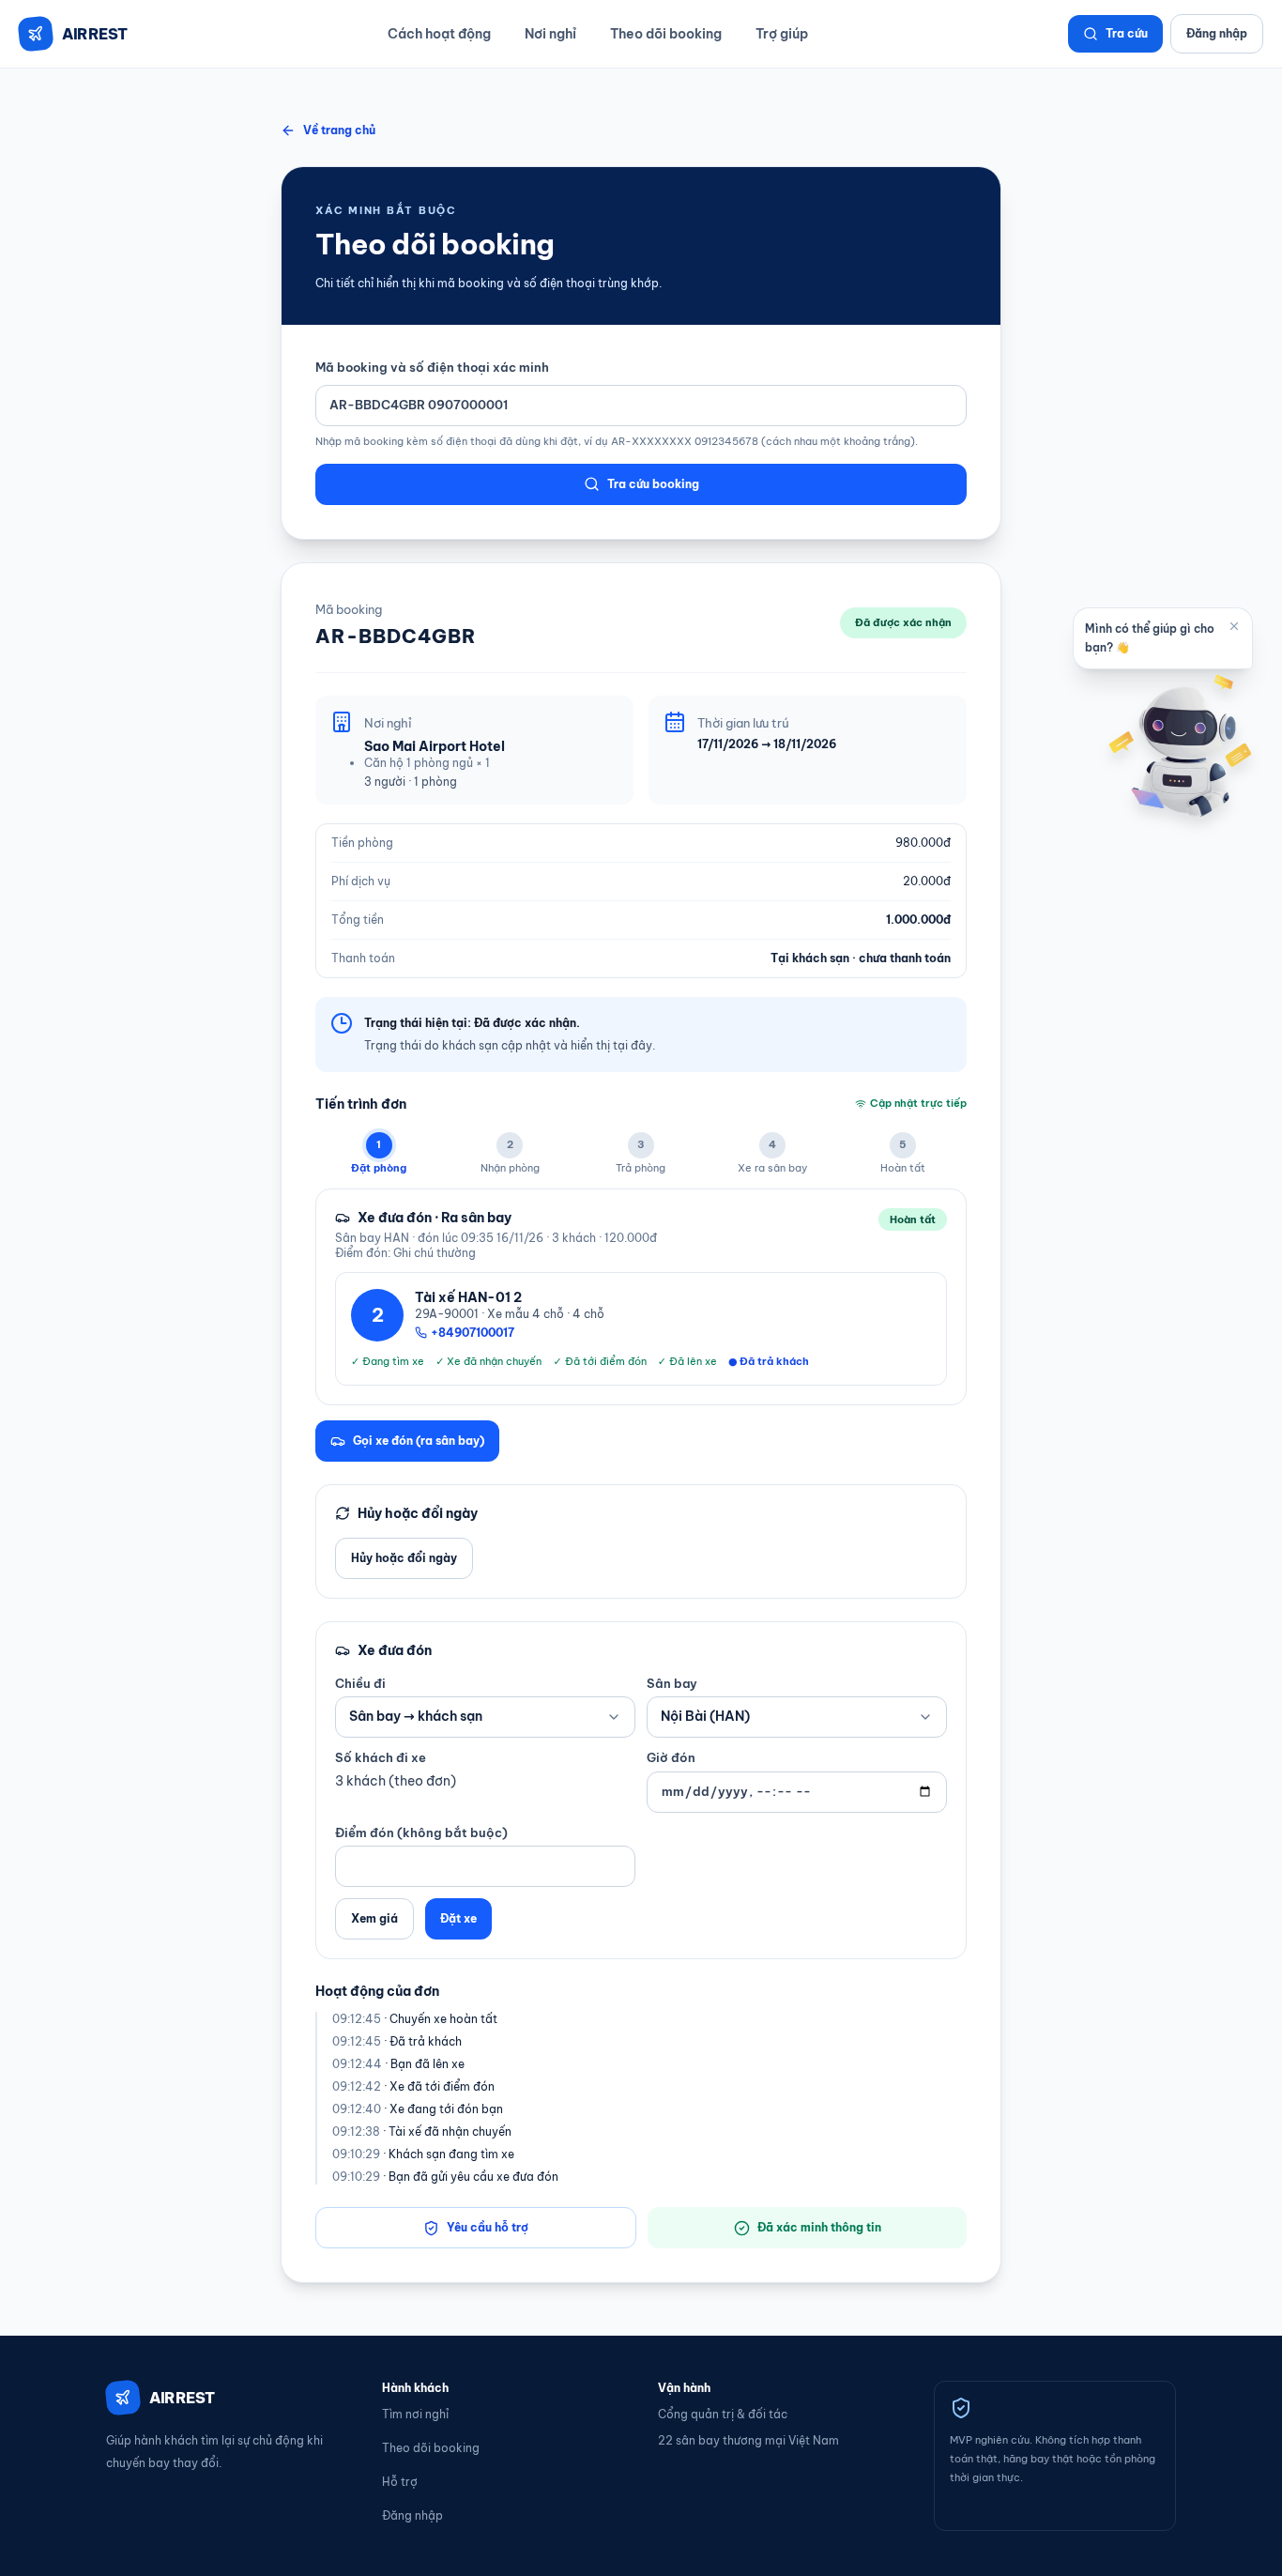 AIRREST
Cách hoạt động
Nơi nghỉ
Theo dõi booking
Trợ giúp
Tra cứu
Đăng nhập
Về trang chủ
XÁC MINH BẮT BUỘC
Theo dõi booking
Chi tiết chỉ hiển thị khi mã booking và số điện thoại trùng khớp.
Mã booking và số điện thoại xác minh
AR-BBDC4GBR 0907000001
Nhập mã booking kèm số điện thoại đã dùng khi đặt, ví dụ AR-XXXXXXXX 0912345678 (cách nhau một khoảng trắng).
Tra cứu booking
Mã booking
AR-BBDC4GBR
Đã được xác nhận
Mình có thể giúp gì cho
bạn? 👋
Nơi nghỉ
Sao Mai Airport Hotel
• Căn hộ 1 phòng ngủ × 1
3 người · 1 phòng
Thời gian lưu trú
17/11/2026 → 18/11/2026
Tiền phòng
980.000đ
Phí dịch vụ
20.000đ
Tổng tiền
1.000.000đ
Thanh toán
Tại khách sạn · chưa thanh toán
Trạng thái hiện tại: Đã được xác nhận.
Trạng thái do khách sạn cập nhật và hiển thị tại đây.
Tiến trình đơn
Cập nhật trực tiếp
1
2
3
4
5
Đặt phòng
Nhận phòng
Trả phòng
Xe ra sân bay
Hoàn tất
Xe đưa đón · Ra sân bay
Hoàn tất
Sân bay HAN · đón lúc 09:35 16/11/26 · 3 khách · 120.000đ
Điểm đón: Ghi chú thường
2
Tài xế HAN-01 2
29A-90001 · Xe mẫu 4 chỗ · 4 chỗ
+84907100017
✓ Đang tìm xe ✓ Xe đã nhận chuyến ✓ Đã tới điểm đón ✓ Đã lên xe ● Đã trả khách
Gọi xe đón (ra sân bay)
Hủy hoặc đổi ngày
Hủy hoặc đổi ngày
Xe đưa đón
Chiều đi
Sân bay → khách sạn
Sân bay
Nội Bài (HAN)
Số khách đi xe
3 khách (theo đơn)
Giờ đón
mm/dd/yyyy, --:-- --
Điểm đón (không bắt buộc)
Xem giá
Đặt xe
Hoạt động của đơn
09:12:45 · Chuyến xe hoàn tất
09:12:45 · Đã trả khách
09:12:44 · Bạn đã lên xe
09:12:42 · Xe đã tới điểm đón
09:12:40 · Xe đang tới đón bạn
09:12:38 · Tài xế đã nhận chuyến
09:10:29 · Khách sạn đang tìm xe
09:10:29 · Bạn đã gửi yêu cầu xe đưa đón
Yêu cầu hỗ trợ
Đã xác minh thông tin
AIRREST
Giúp hành khách tìm lại sự chủ động khi
chuyến bay thay đổi.
Hành khách
Tìm nơi nghỉ
Theo dõi booking
Hỗ trợ
Đăng nhập
Vận hành
Cổng quản trị & đối tác
22 sân bay thương mại Việt Nam
MVP nghiên cứu. Không tích hợp thanh
toán thật, hãng bay thật hoặc tồn phòng
thời gian thực.